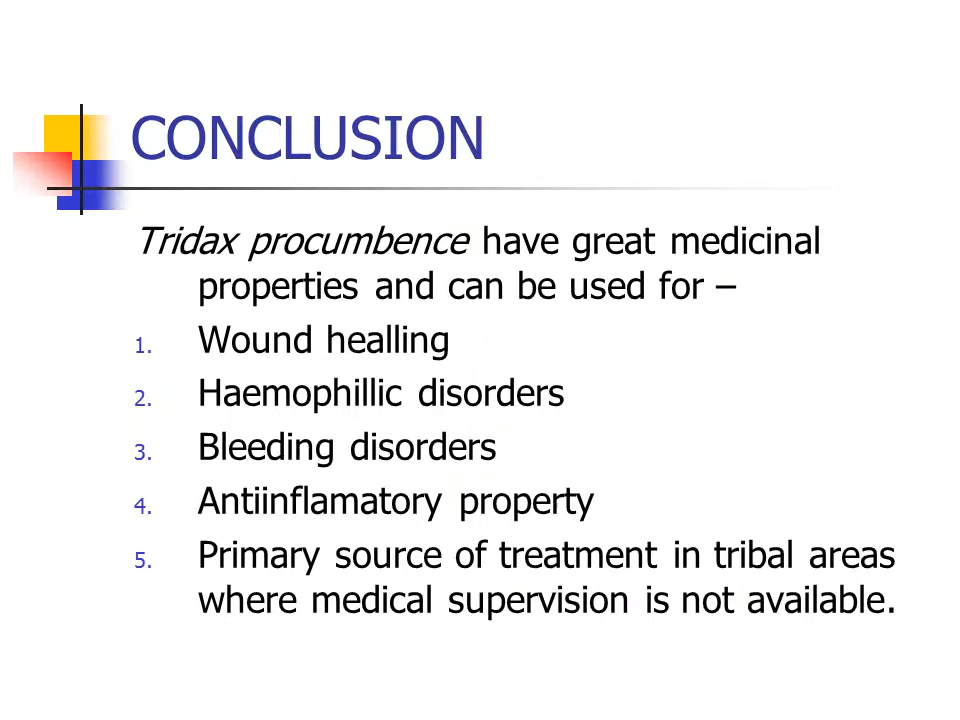 CONCLUSION
Tridax procumbence have great medicinal
properties and can be used for –
1. Wound healling
2. Haemophillic disorders
3. Bleeding disorders
4. Antiinflamatory property
5. Primary source of treatment in tribal areas
where medical supervision is not available.